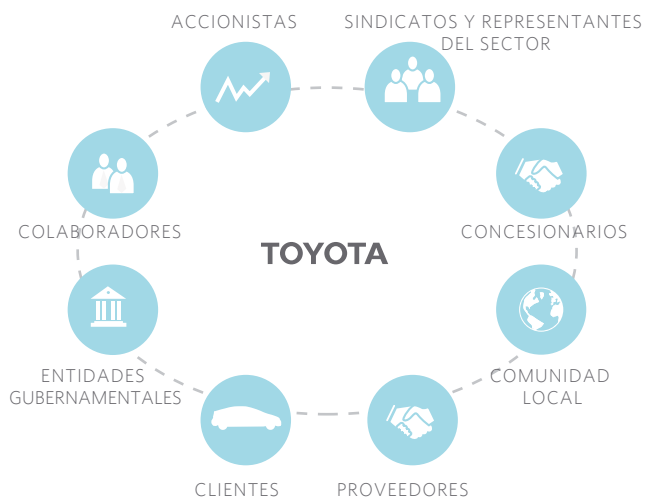 ACCIONISTAS
SINDICATOS Y REPRESENTANTES
DEL SECTOR
COLABORADORES
CONCESIONARIOS
TOYOTA
ENTIDADES
GUBERNAMENTALES
COMUNIDAD
LOCAL
CLIENTES
PROVEEDORES